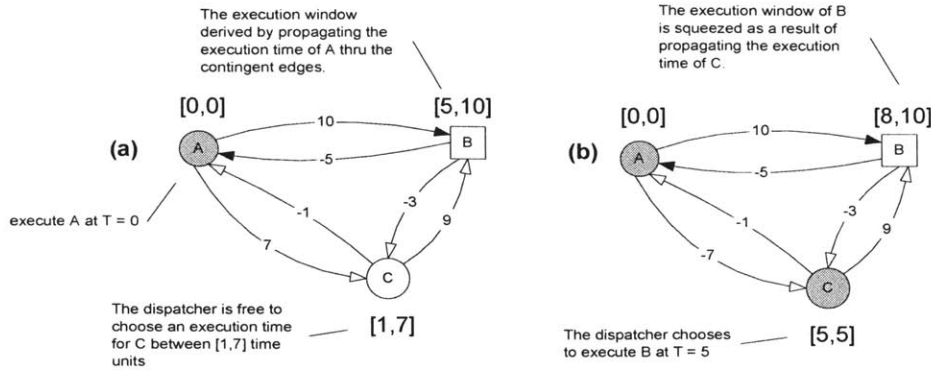 The execution window
derived by propagating the
execution time of A thru the
contingent edges.
[0,0]
[5,10]
(a)
A
10
-5
B
execute A at T = 0
7
-1
-3
9
C
The dispatcher is free to
choose an execution time
for C between [1,7] time
units
[1,7]
The execution window of B
is squeezed as a result of
propagating the execution
time of C.
[0,0]
[8,10]
(b)
A
10
-5
B
-7
-1
-3
9
C
The dispatcher chooses
to execute B at T = 5
[5,5]